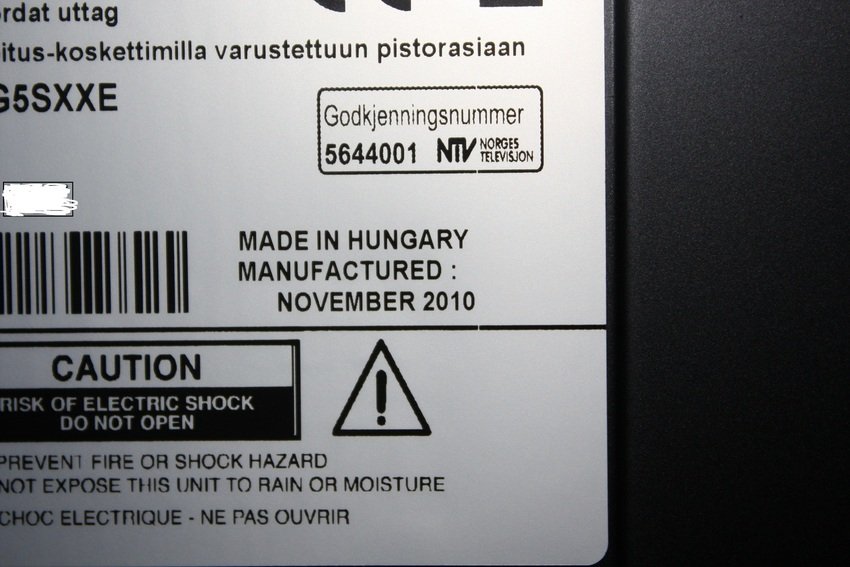 rdat uttag
itus-koskettimilla varustettuun pistorasiaan
G5SXXE
Godkjenningsnummer
5644001 NTV NORGES TELEVISJON
MADE IN HUNGARY
MANUFACTURED :
NOVEMBER 2010
CAUTION
RISK OF ELECTRIC SHOCK
DO NOT OPEN
PREVENT FIRE OR SHOCK HAZARD
NOT EXPOSE THIS UNIT TO RAIN OR MOISTURE
CHOC ELECTRIQUE - NE PAS OUVRIR